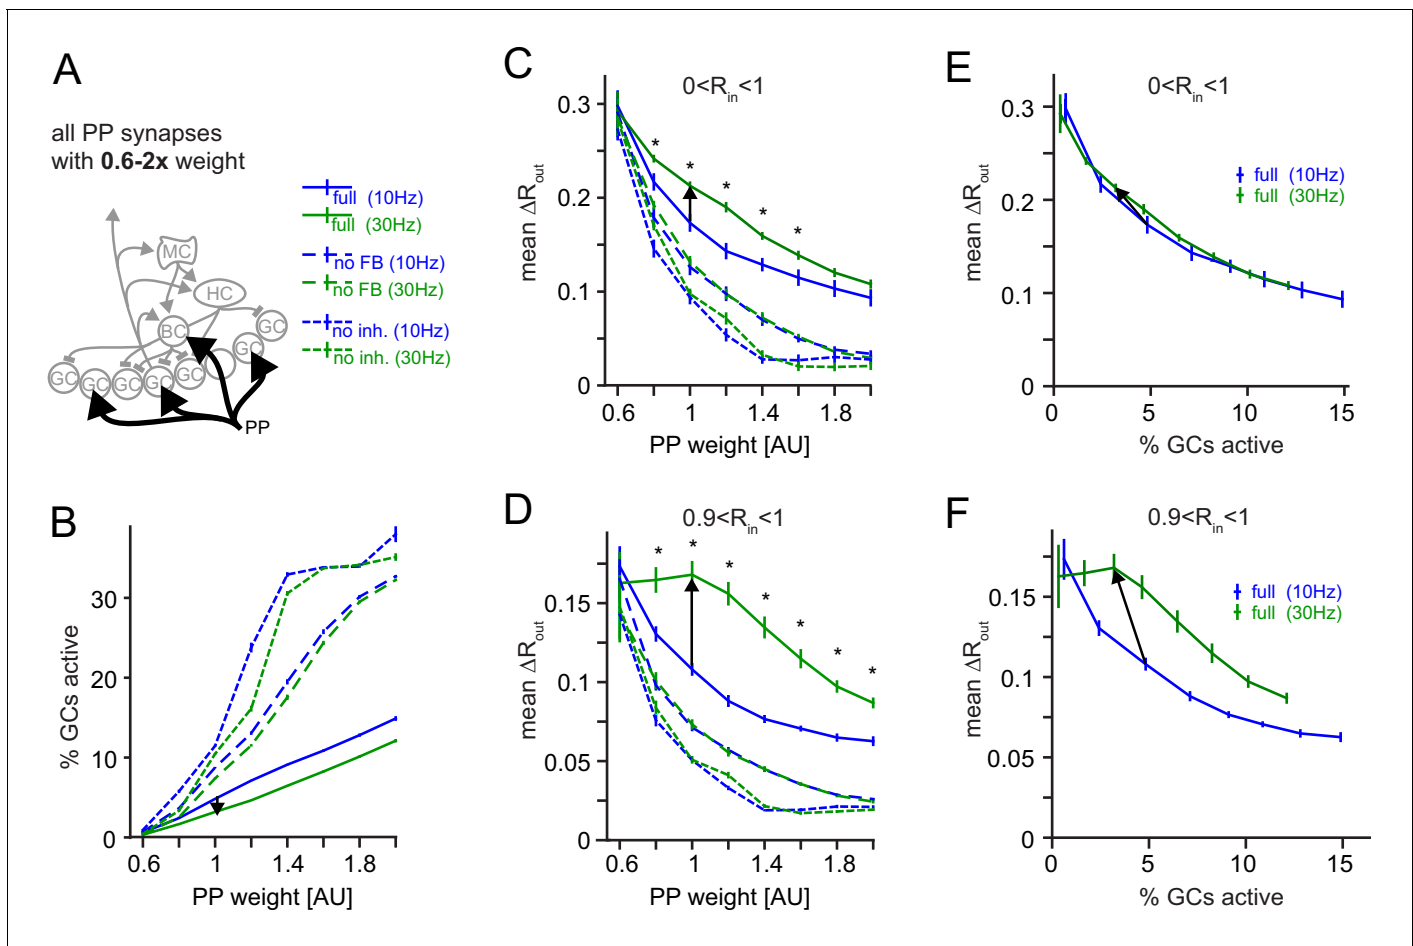 A
all PP synapses
with 0.6-2x weight
full (10Hz)
full (30Hz)
no FB (10Hz)
no FB (30Hz)
no inh. (10Hz)
no inh. (30Hz)
MC
HC
BC
GC
GC
GC
GC
GC
GC
GC
PP
B
% GCs active
30
20
10
0
0.6
1
1.4
1.8
PP weight [AU]
C
0<Rin<1
mean ΔRout
0.3
0.2
0.1
0
* * * * *
0.6
1
1.4
1.8
PP weight [AU]
D
0.9<Rin<1
mean ΔRout
0.15
0.1
0.05
0
* * * * * * *
0.6
1
1.4
1.8
PP weight [AU]
E
0<Rin<1
mean ΔRout
0.3
0.2
0.1
0
full (10Hz)
full (30Hz)
0
5
10
15
% GCs active
F
0.9<Rin<1
mean ΔRout
0.15
0.1
0.05
0
full (10Hz)
full (30Hz)
0
5
10
15
% GCs active